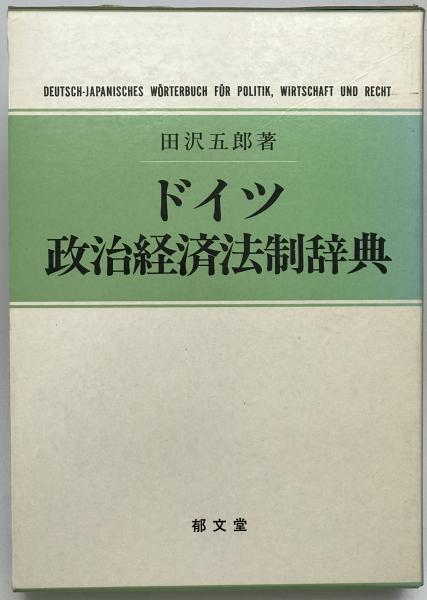 DEUTSCH-JAPANISCHES WÖRTERBUCH FÜR POLITIK, WIRTSCHAFT UND RECHT
田沢五郎著
ドイツ
政治経済法制辞典
郁文堂